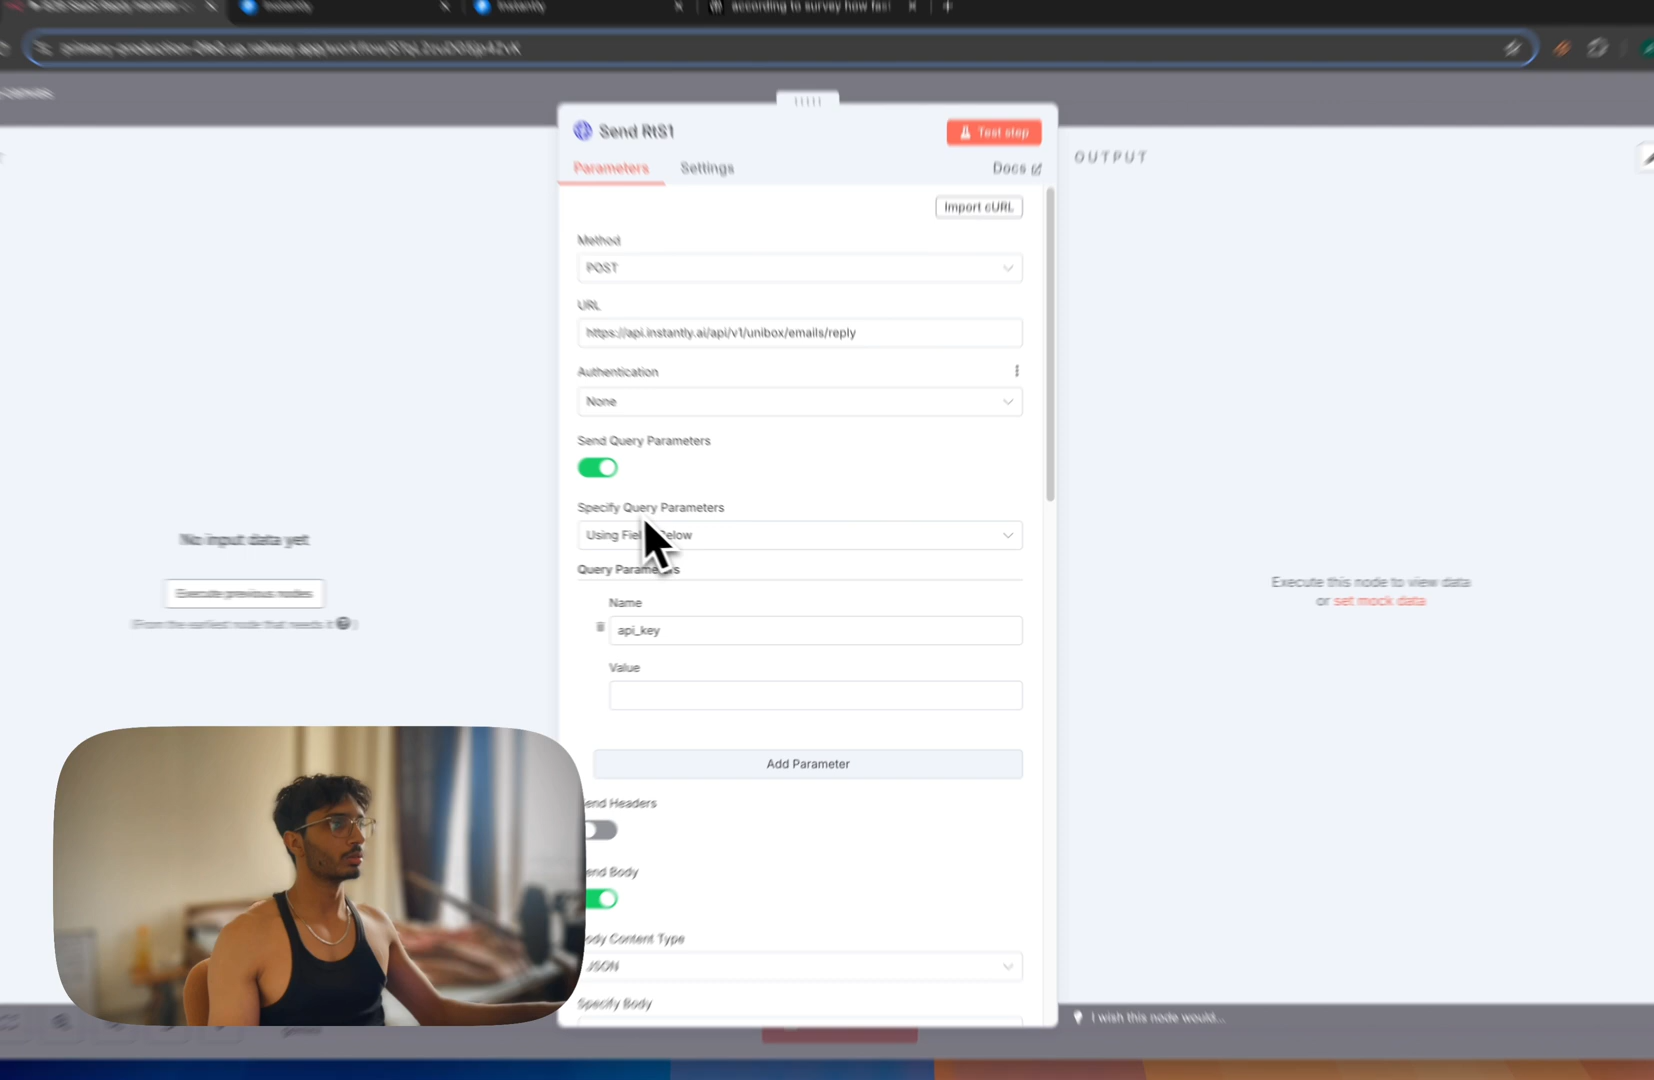 Instantly
Instantly
according to survey how fast
Send RtS1
Test step
Parameters
Settings
Docs
OUTPUT
Import cURL
Method
POST
URL
https://api.instantly.ai/api/v1/unibox/emails/reply
Authentication
None
Send Query Parameters
Specify Query Parameters
Using Fiel Below
Query Parameters
Name
api_key
Value
Add Parameter
end Headers
end Body
ody Content Type
JSON
Specify Body
No input data yet
Execute previous nodes
(From the earliest node that needs it ?)
Execute this node to view data
or set mock data
I wish this node would...